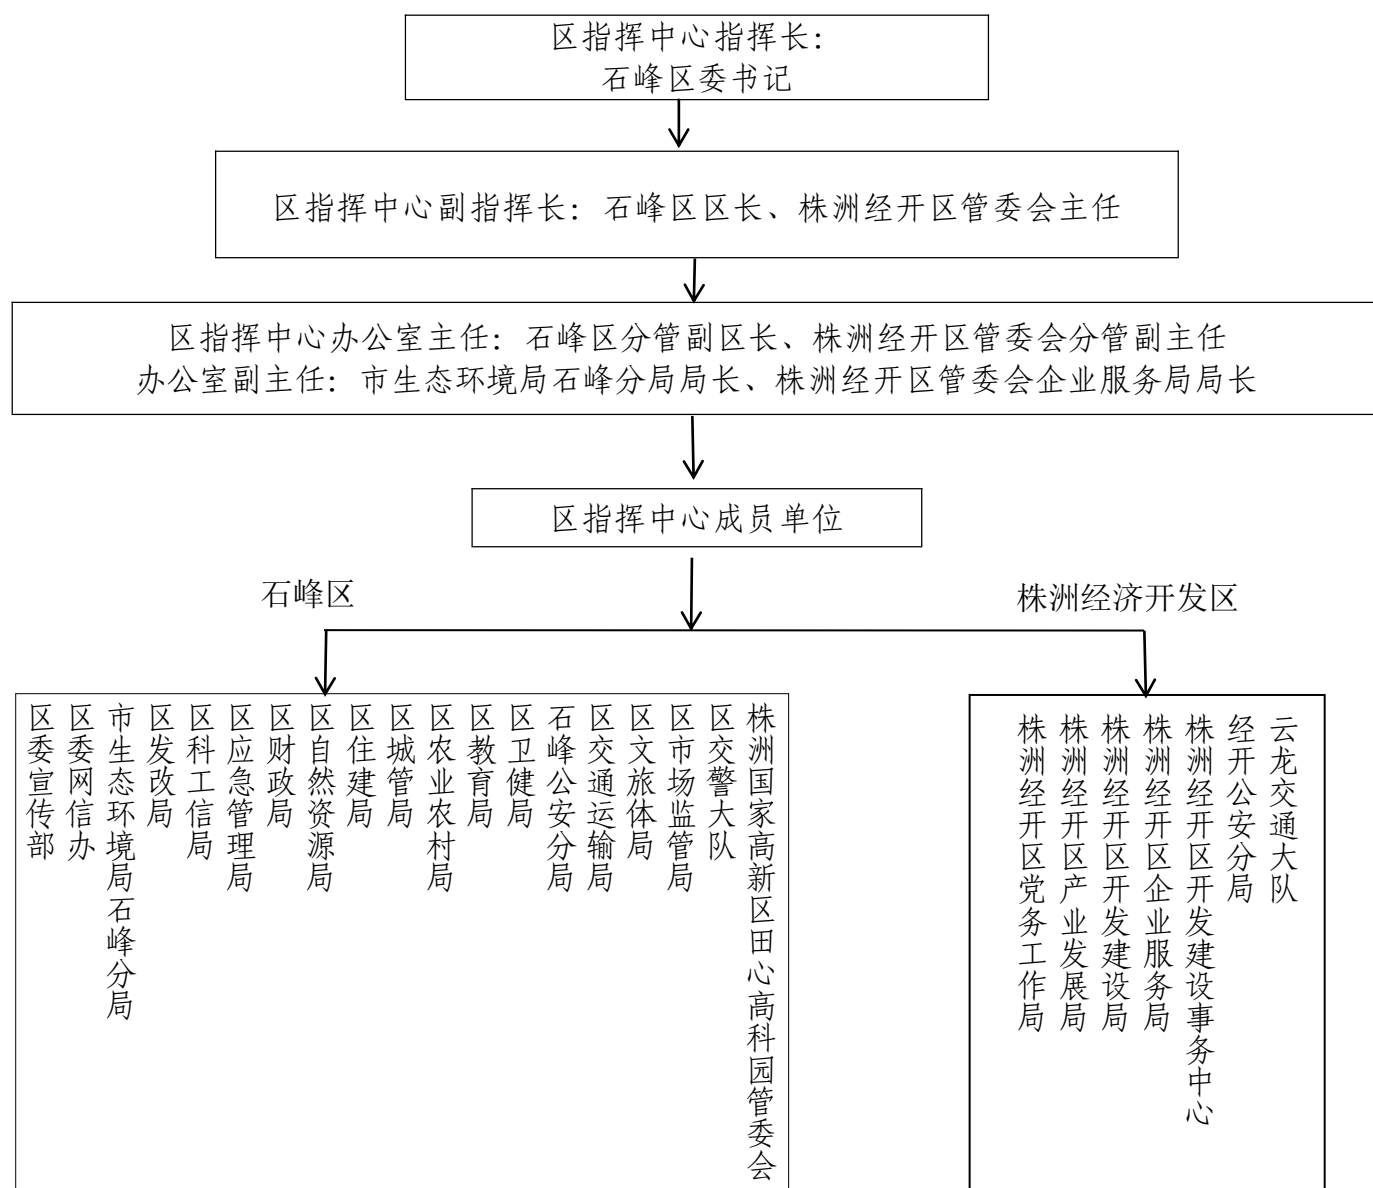 区指挥中心指挥长：
石峰区委书记
区指挥中心副指挥长：石峰区区长、株洲经开区管委会主任
区指挥中心办公室主任：石峰区分管副区长、株洲经开区管委会分管副主任
办公室副主任：市生态环境局石峰分局局长、株洲经开区管委会企业服务局局长
区指挥中心成员单位
石峰区
株洲经济开发区
区委宣传部
区委网信办
市生态环境局石峰分局
区发改局
区科工信局
区应急管理局
区财政局
区自然资源局
区住建局
区城管局
区农业农村局
区教育局
区卫健局
石峰公安分局
区交通运输局
区文旅体局
区市场监管局
区交警大队
株洲国家高新区田心高科园管委会
株洲经开区党务工作局
株洲经开区产业发展局
株洲经开区开发建设局
株洲经开区企业服务局
株洲经开区开发建设事务中心
经开公安分局
云龙交通大队